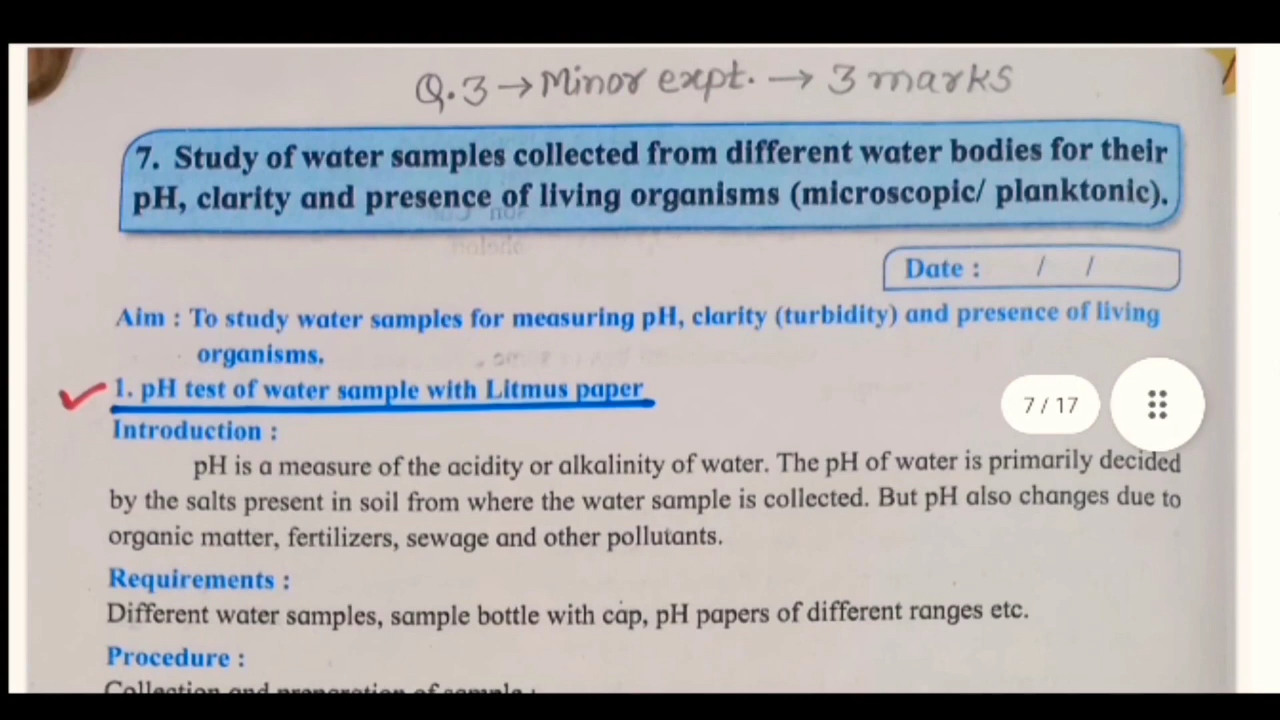 Q.3 → Minor expt. → 3 marks
7. Study of water samples collected from different water bodies for their
pH, clarity and presence of living organisms (microscopic/ planktonic).
Date : / /
Aim : To study water samples for measuring pH, clarity (turbidity) and presence of living
organisms.
1. pH test of water sample with Litmus paper
7 / 17
Introduction :
pH is a measure of the acidity or alkalinity of water. The pH of water is primarily decided
by the salts present in soil from where the water sample is collected. But pH also changes due to
organic matter, fertilizers, sewage and other pollutants.
Requirements :
Different water samples, sample bottle with cap, pH papers of different ranges etc.
Procedure :
Collection and preparation of sample :